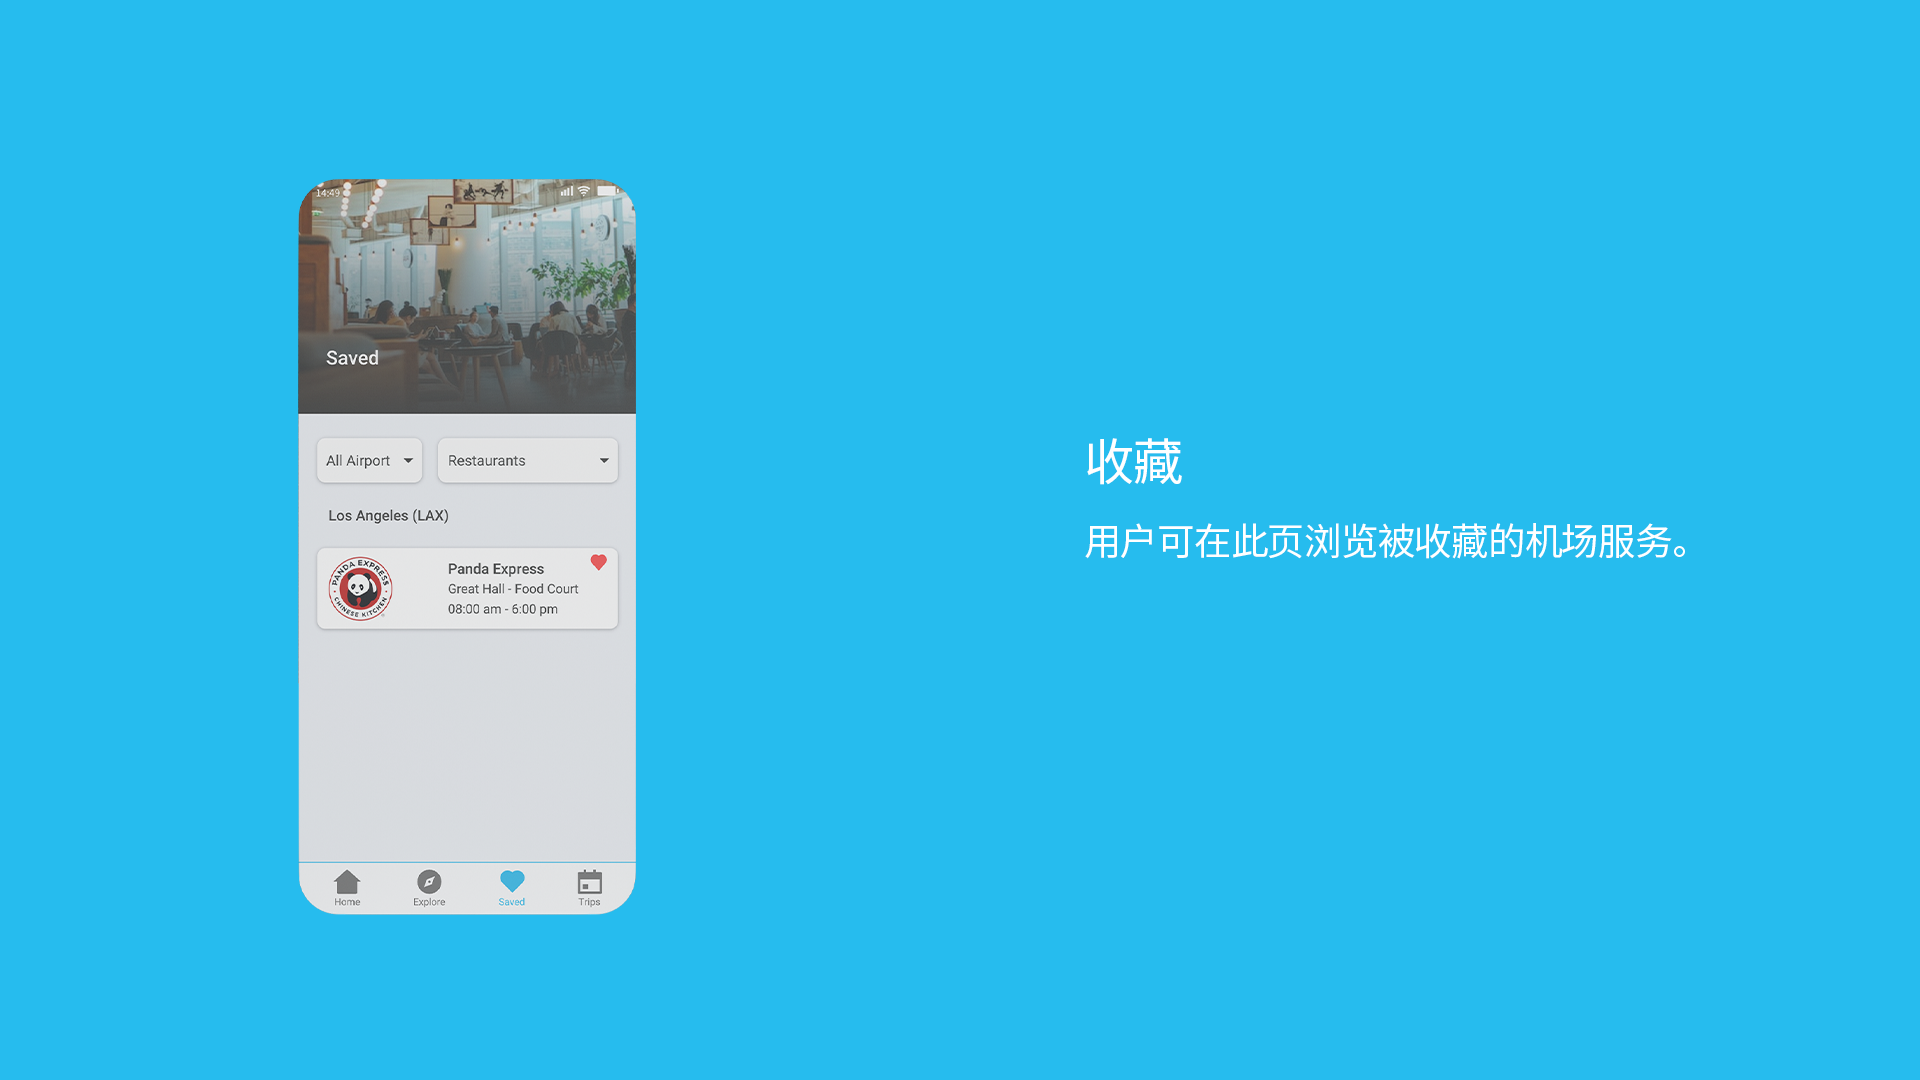 14:49
Saved
All Airport
Restaurants
Los Angeles (LAX)
PANDA EXPRESS
CHINESE KITCHEN
Panda Express
Great Hall - Food Court
08:00 am - 6:00 pm
Home
Explore
Saved
Trips
收藏
用户可在此页浏览被收藏的机场服务。